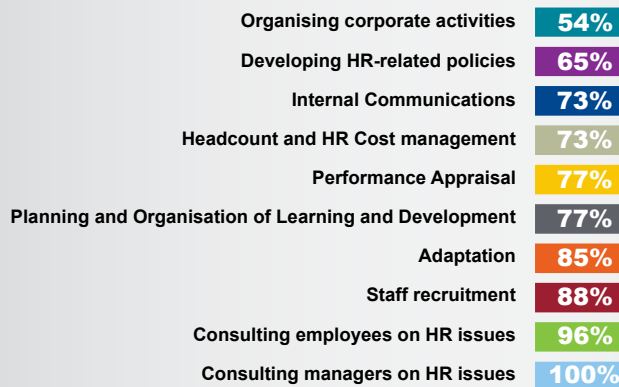 Organising corporate activities 54%
Developing HR-related policies 65%
Internal Communications 73%
Headcount and HR Cost management 73%
Performance Appraisal 77%
Planning and Organisation of Learning and Development 77%
Adaptation 85%
Staff recruitment 88%
Consulting employees on HR issues 96%
Consulting managers on HR issues 100%